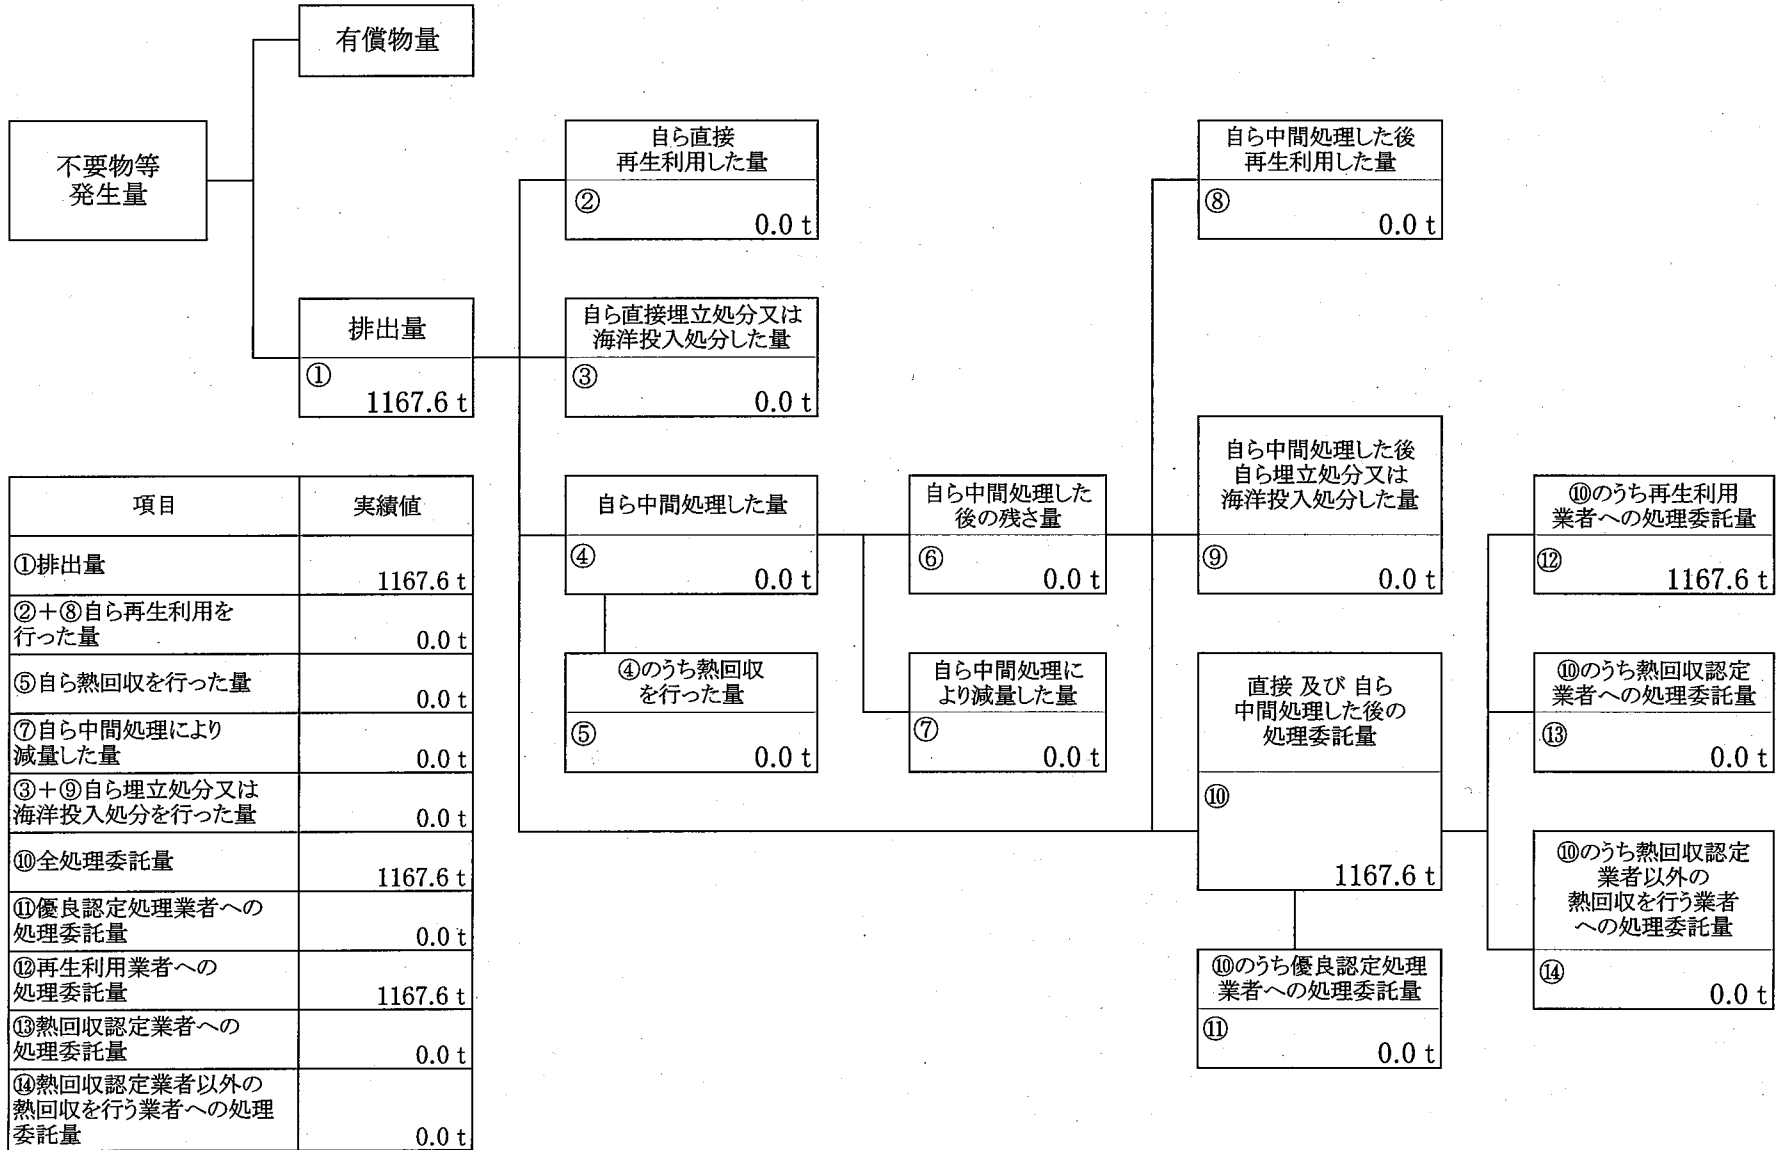 有償物量
不要物等
発生量
排出量
①
1167.6 t
自ら直接
再生利用した量
②
0.0 t
自ら直接埋立処分又は
海洋投入処分した量
③
0.0 t
自ら中間処理した量
④
0.0 t
④のうち熱回収
を行った量
⑤
0.0 t
自ら中間処理した
後の残さ量
⑥
0.0 t
自ら中間処理に
より減量した量
⑦
0.0 t
自ら中間処理した後
再生利用した量
⑧
0.0 t
自ら中間処理した後
自ら埋立処分又は
海洋投入処分した量
⑨
0.0 t
直接 及び 自ら
中間処理した後の
処理委託量
⑩
1167.6 t
⑩のうち優良認定処理
業者への処理委託量
⑪
0.0 t
⑩のうち再生利用
業者への処理委託量
⑫
1167.6 t
⑩のうち熱回収認定
業者への処理委託量
⑬
0.0 t
⑩のうち熱回収認定
業者以外の
熱回収を行う業者
への処理委託量
⑭
0.0 t
項目
実績値
①排出量
1167.6 t
②+⑧自ら再生利用を
行った量
0.0 t
⑤自ら熱回収を行った量
0.0 t
⑦自ら中間処理により
減量した量
0.0 t
③+⑨自ら埋立処分又は
海洋投入処分を行った量
0.0 t
⑩全処理委託量
1167.6 t
⑪優良認定処理業者への
処理委託量
0.0 t
⑫再生利用業者への
処理委託量
1167.6 t
⑬熱回収認定業者への
処理委託量
0.0 t
⑭熱回収認定業者以外の
熱回収を行う業者への処理
委託量
0.0 t